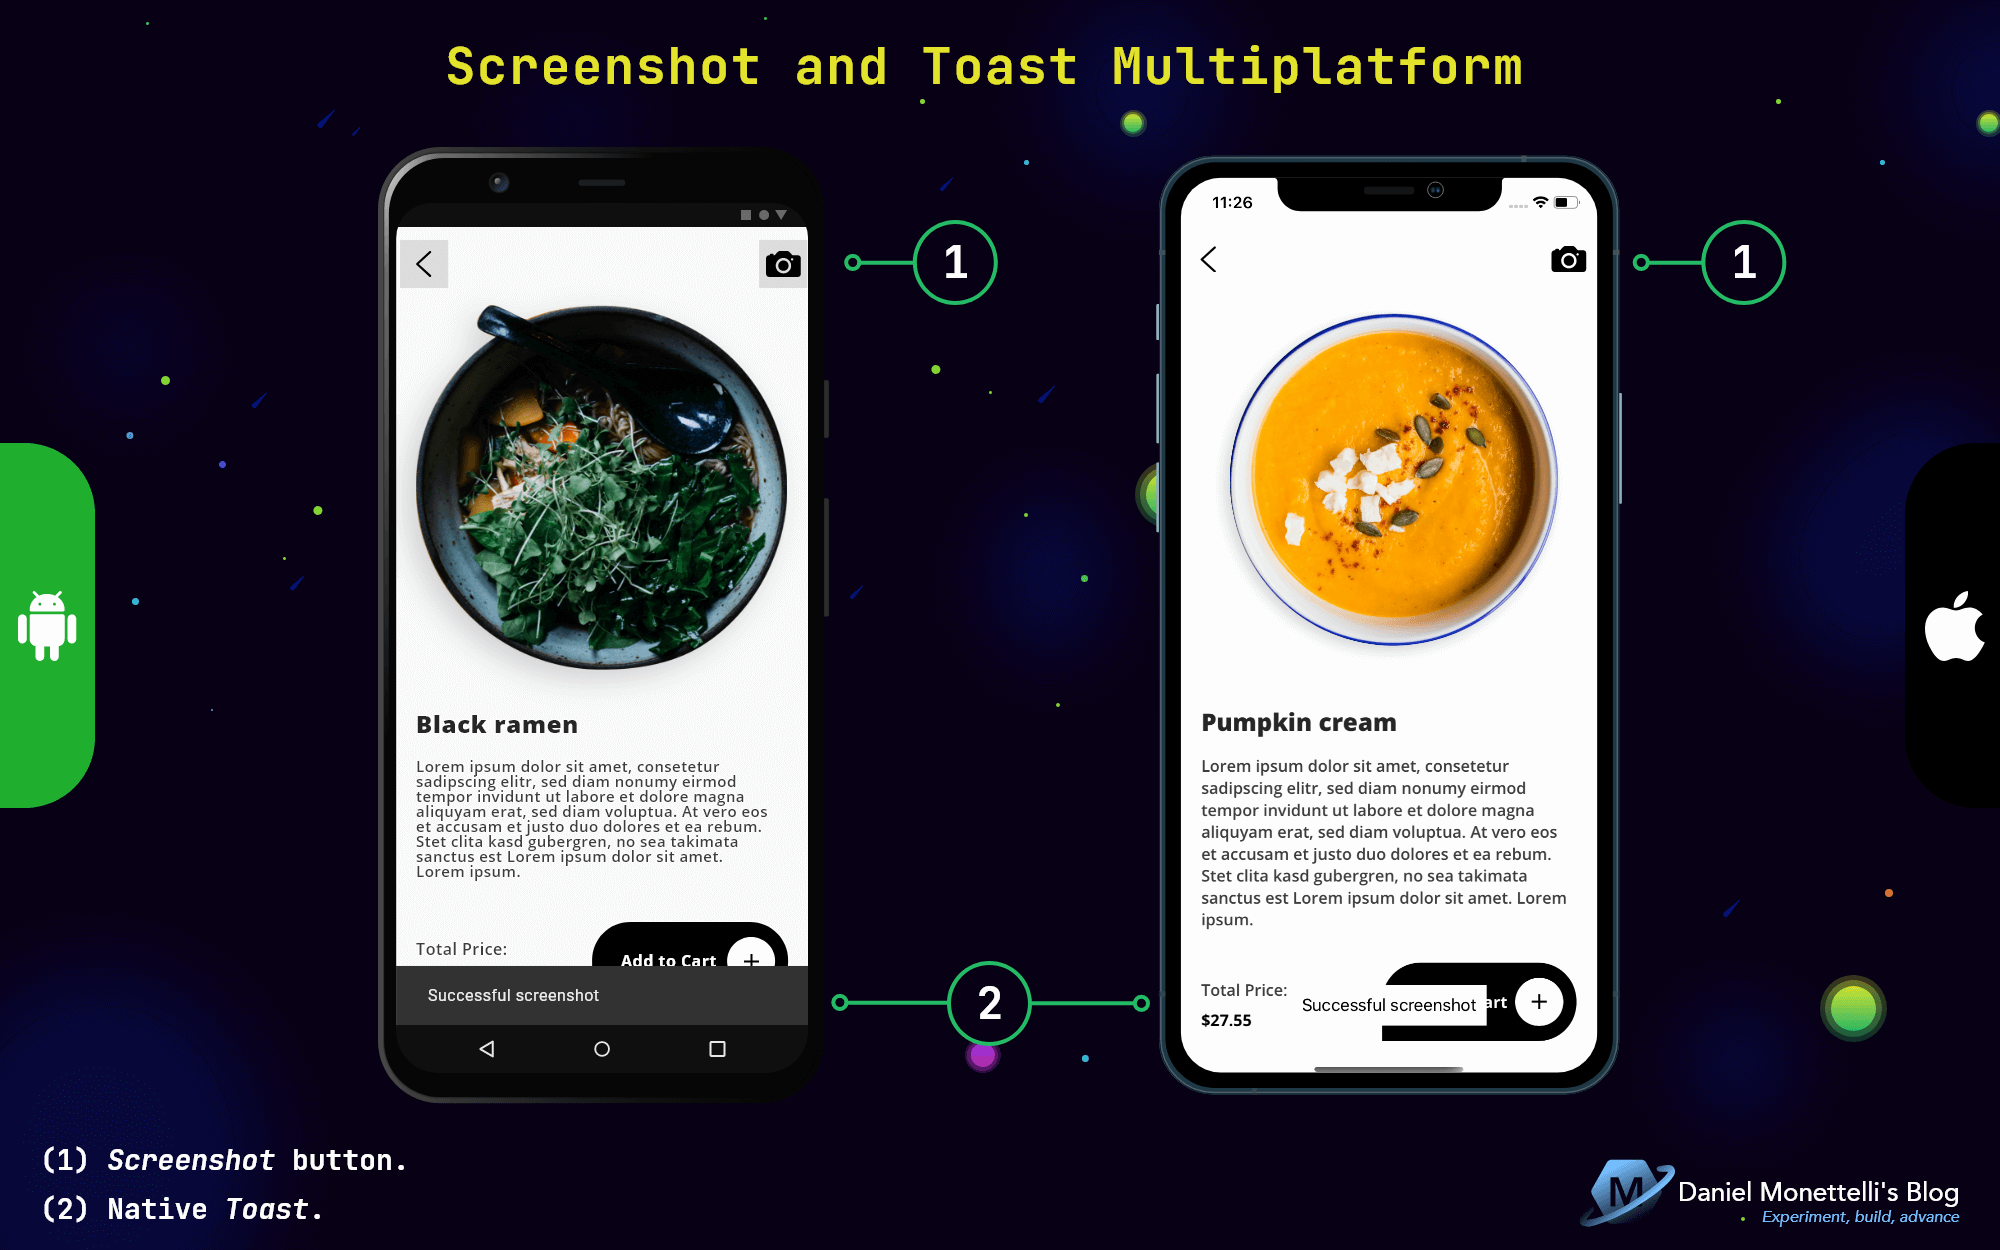 Screenshot and Toast Multiplatform
1
Black ramen
Lorem ipsum dolor sit amet, consetetur
sadipscing elitr, sed diam nonumy eirmod
tempor invidunt ut labore et dolore magna
aliquyam erat, sed diam voluptua. At vero eos
et accusam et justo duo dolores et ea rebum.
Stet clita kasd gubergren, no sea takimata
sanctus est Lorem ipsum dolor sit amet.
Lorem ipsum.
Total Price:
Add to Cart
Successful screenshot
11:26
1
Pumpkin cream
Lorem ipsum dolor sit amet, consetetur
sadipscing elitr, sed diam nonumy eirmod
tempor invidunt ut labore et dolore magna
aliquyam erat, sed diam voluptua. At vero eos
et accusam et justo duo dolores et ea rebum.
Stet clita kasd gubergren, no sea takimata
sanctus est Lorem ipsum dolor sit amet. Lorem
ipsum.
Total Price:
$27.55
Successful screenshot
art
2
(1) Screenshot button.
(2) Native Toast.
M
Daniel Monettelli's Blog
Experiment, build, advance